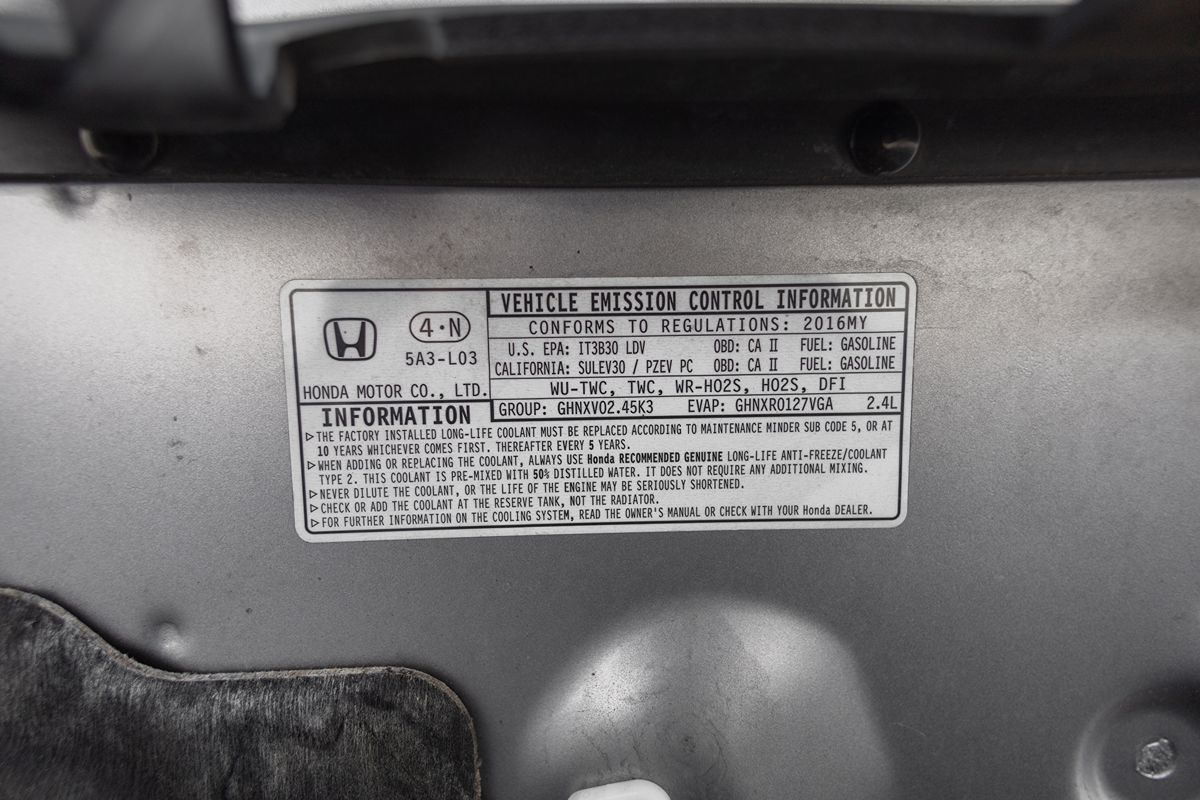 4·N
5A3-L03
HONDA MOTOR CO., LTD.
VEHICLE EMISSION CONTROL INFORMATION
CONFORMS TO REGULATIONS: 2016MY
U.S. EPA: IT3B30 LDV OBD: CA II FUEL: GASOLINE
CALIFORNIA: SULEV30 / PZEV PC OBD: CA II FUEL: GASOLINE
WU-TWC, TWC, WR-HO2S, HO2S, DFI
GROUP: GHNXV02.45K3 EVAP: GHNXR0127VGA 2.4L
INFORMATION
▷THE FACTORY INSTALLED LONG-LIFE COOLANT MUST BE REPLACED ACCORDING TO MAINTENANCE MINDER SUB CODE 5, OR AT
10 YEARS WHICHEVER COMES FIRST. THEREAFTER EVERY 5 YEARS.
▷WHEN ADDING OR REPLACING THE COOLANT, ALWAYS USE Honda RECOMMENDED GENUINE LONG-LIFE ANTI-FREEZE/COOLANT
TYPE 2. THIS COOLANT IS PRE-MIXED WITH 50% DISTILLED WATER. IT DOES NOT REQUIRE ANY ADDITIONAL MIXING.
▷NEVER DILUTE THE COOLANT, OR THE LIFE OF THE ENGINE MAY BE SERIOUSLY SHORTENED.
▷CHECK OR ADD THE COOLANT AT THE RESERVE TANK, NOT THE RADIATOR.
▷FOR FURTHER INFORMATION ON THE COOLING SYSTEM, READ THE OWNER'S MANUAL OR CHECK WITH YOUR Honda DEALER.